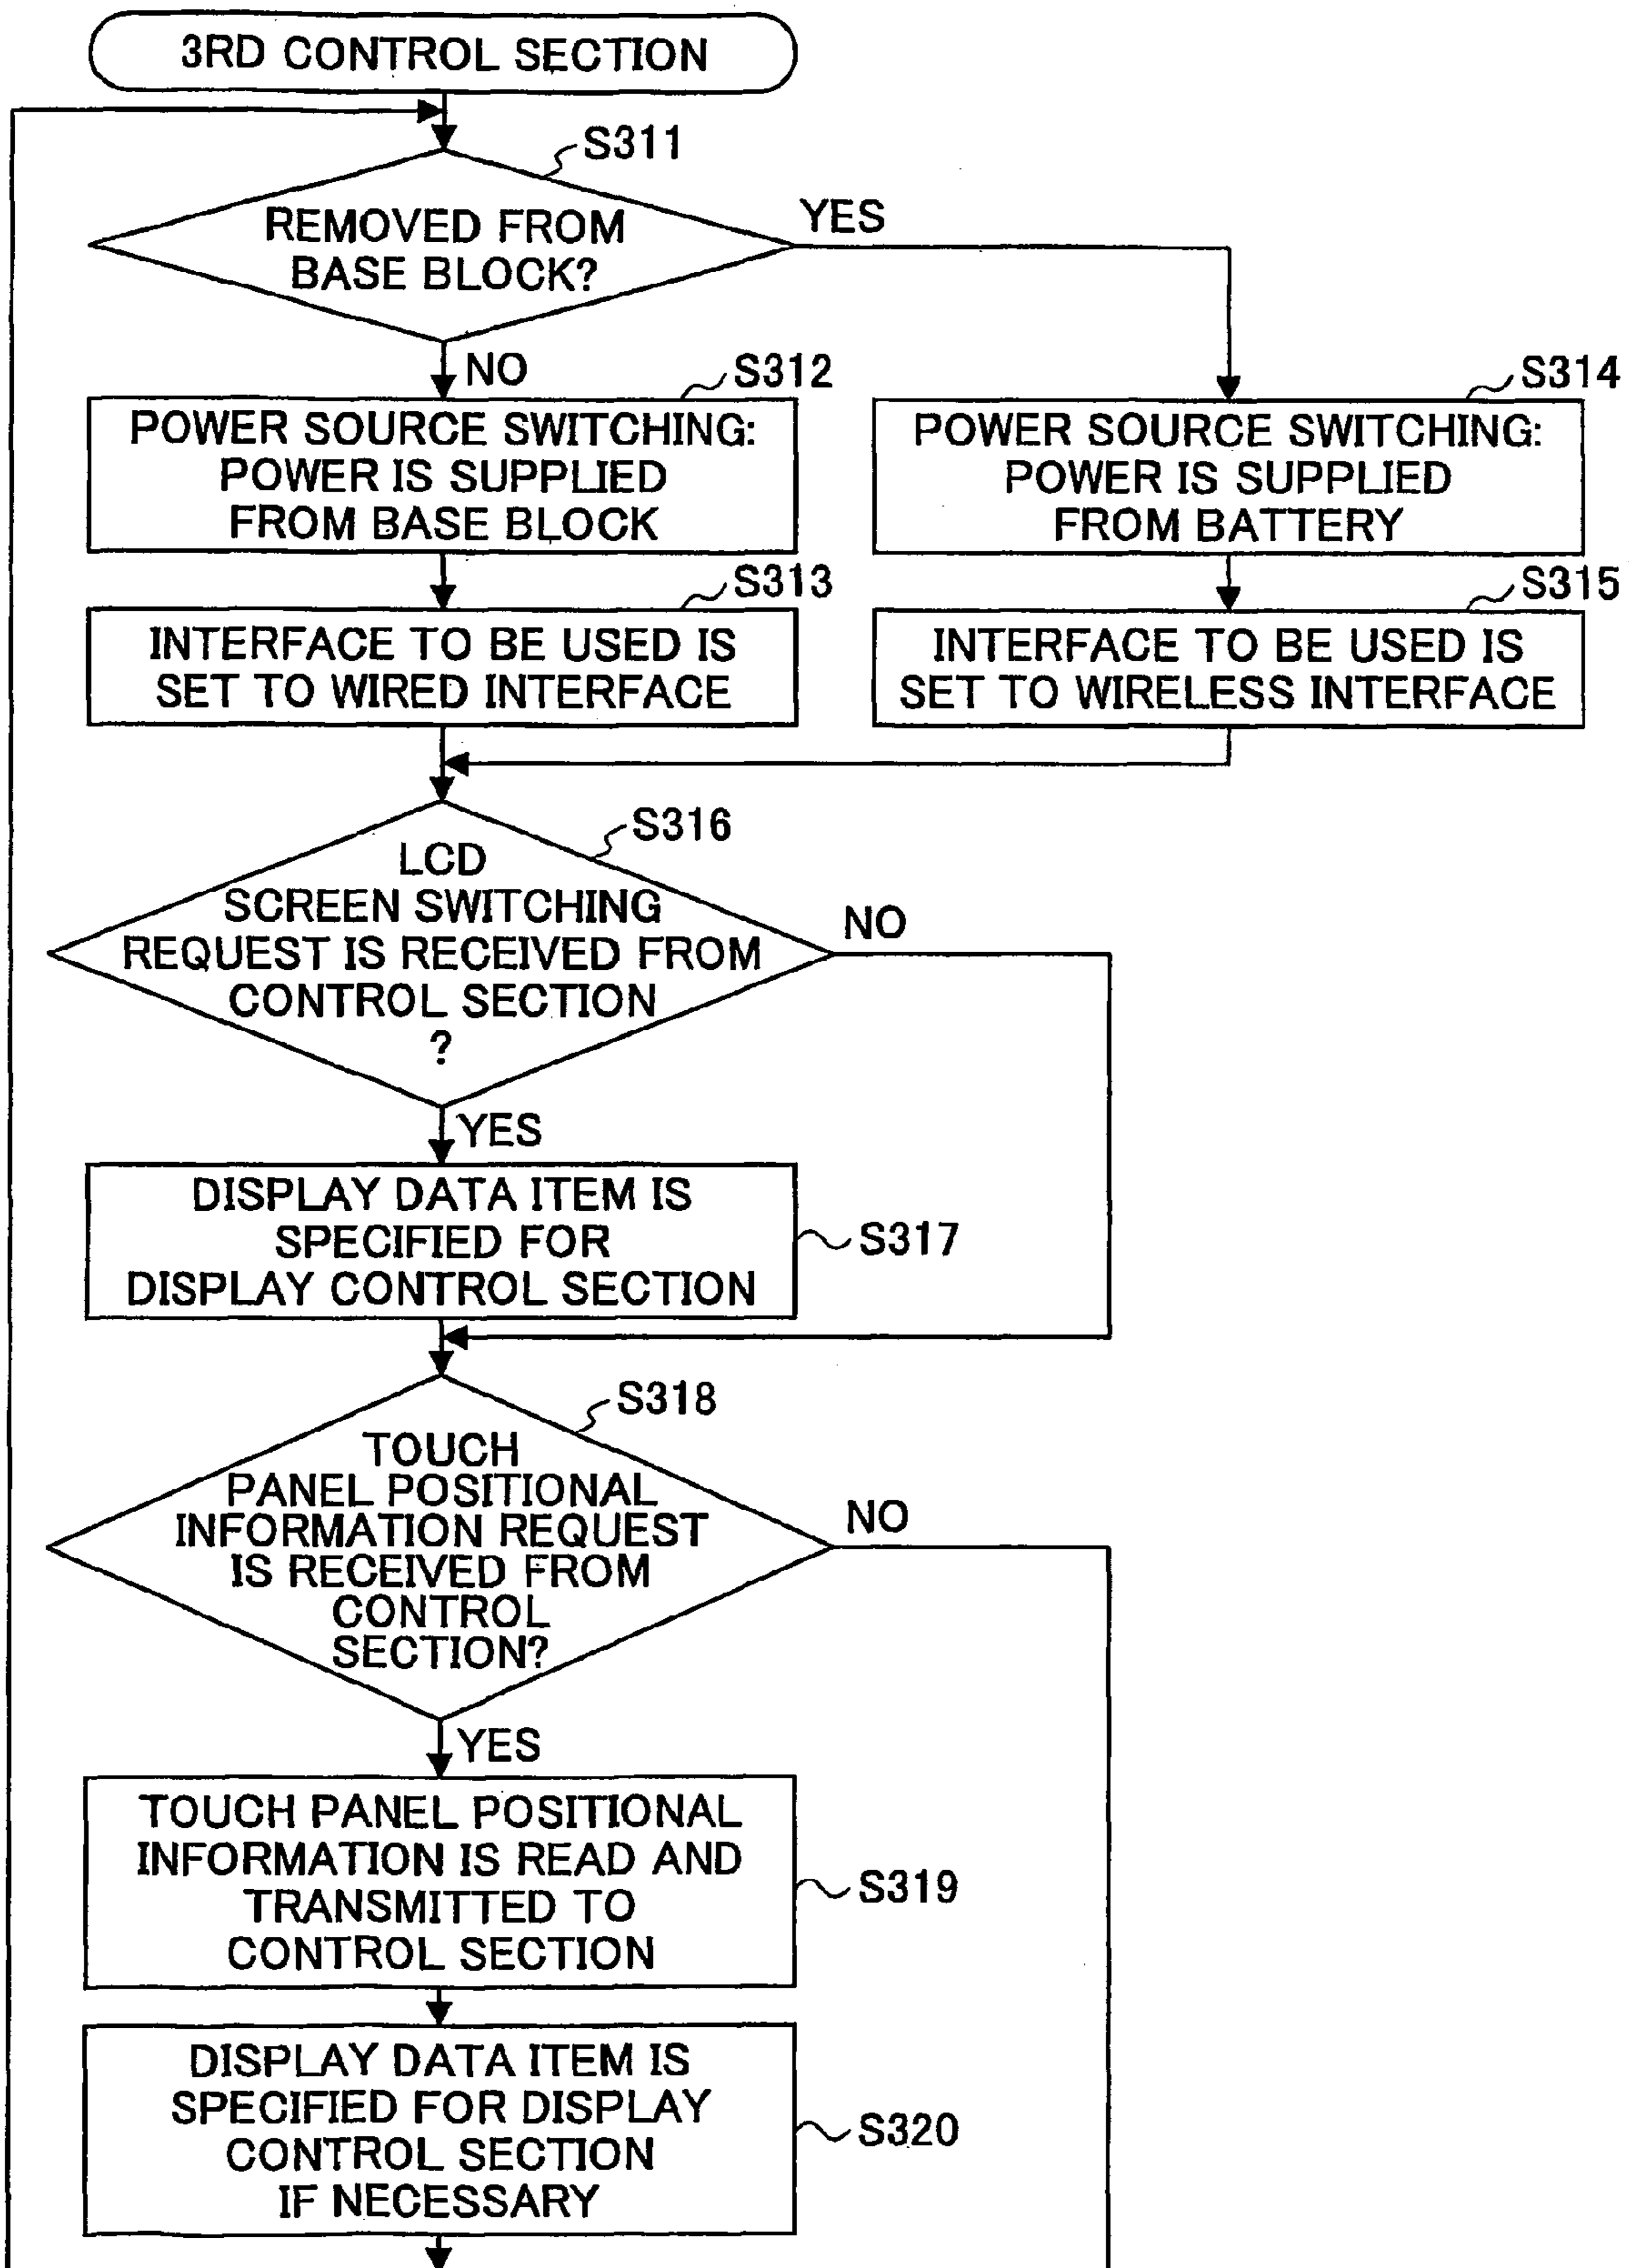 3RD CONTROL SECTION
S311
REMOVED FROM
BASE BLOCK?
YES
NO
S312
POWER SOURCE SWITCHING:
POWER IS SUPPLIED
FROM BASE BLOCK
S314
POWER SOURCE SWITCHING:
POWER IS SUPPLIED
FROM BATTERY
S313
INTERFACE TO BE USED IS
SET TO WIRED INTERFACE
S315
INTERFACE TO BE USED IS
SET TO WIRELESS INTERFACE
S316
LCD
SCREEN SWITCHING
REQUEST IS RECEIVED FROM
CONTROL SECTION
?
NO
YES
DISPLAY DATA ITEM IS
SPECIFIED FOR
DISPLAY CONTROL SECTION
S317
S318
TOUCH
PANEL POSITIONAL
INFORMATION REQUEST
IS RECEIVED FROM
CONTROL
SECTION?
NO
YES
TOUCH PANEL POSITIONAL
INFORMATION IS READ AND
TRANSMITTED TO
CONTROL SECTION
S319
DISPLAY DATA ITEM IS
SPECIFIED FOR DISPLAY
CONTROL SECTION
IF NECESSARY
S320